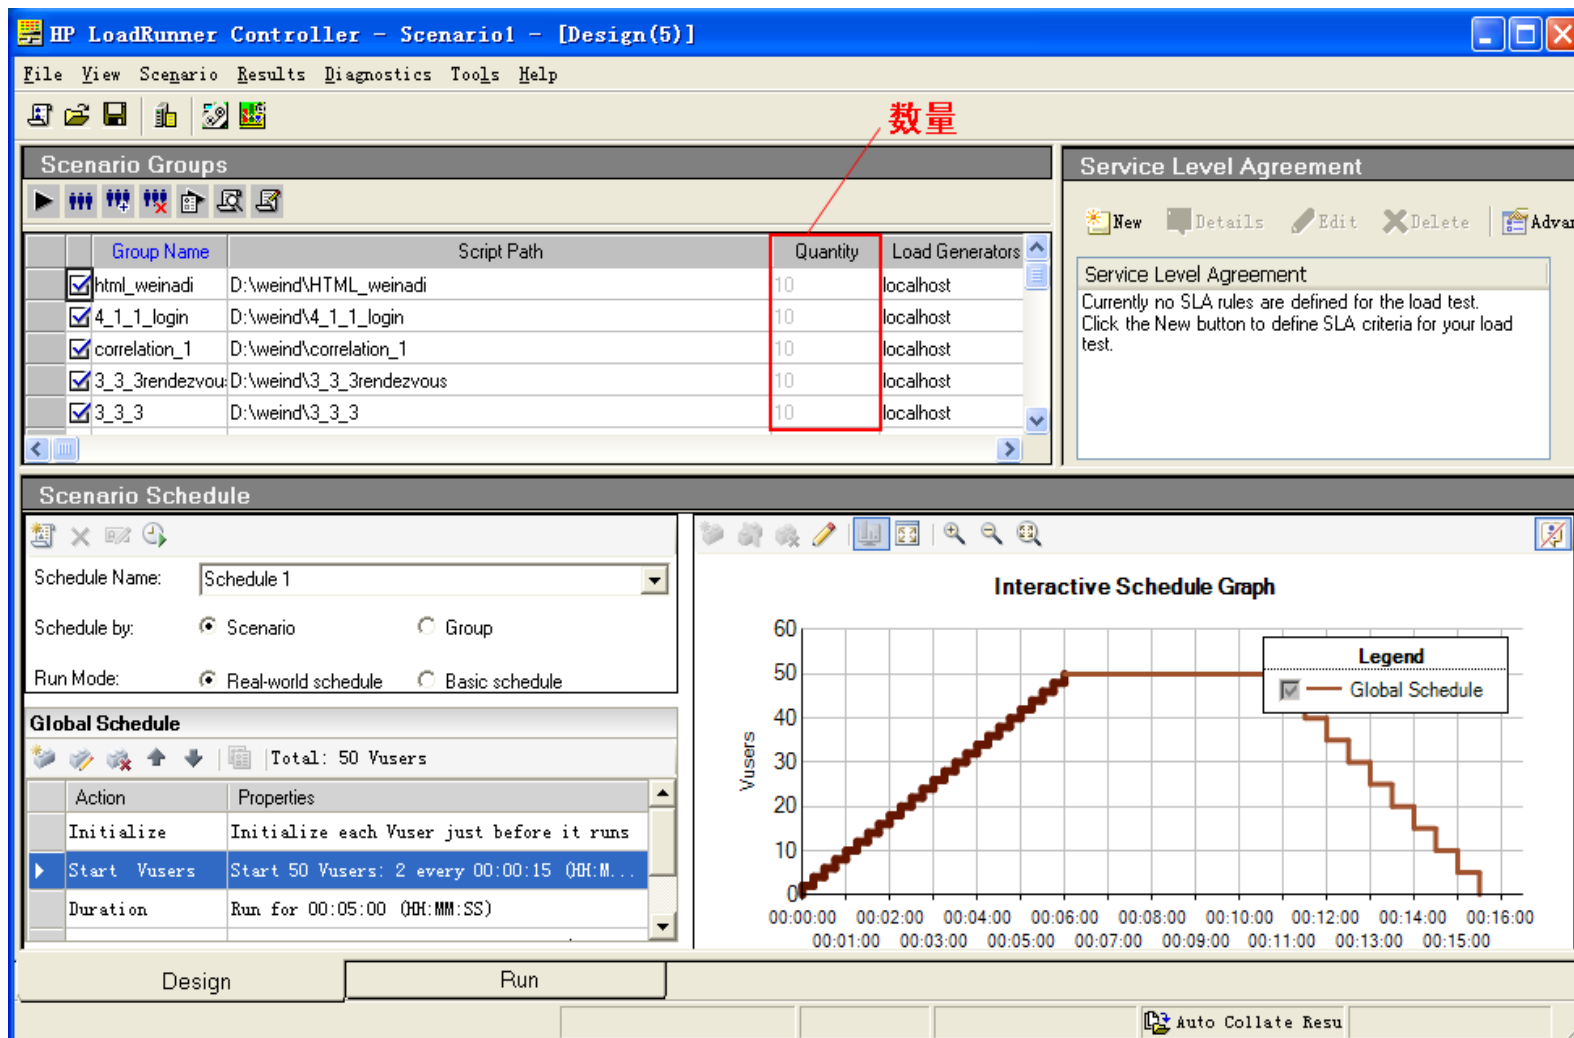 HP LoadRunner Controller - Scenario1 - [Design(5)]
File View Scenario Results Diagnostics Tools Help
数量
Scenario Groups
Group Name Script Path Quantity Load Generators
html_weinadi D:\weind\HTML_weinadi 10 localhost
4_1_1_login D:\weind\4_1_1_login 10 localhost
correlation_1 D:\weind\correlation_1 10 localhost
3_3_3rendezvou D:\weind\3_3_3rendezvous 10 localhost
3_3_3 D:\weind\3_3_3 10 localhost
Service Level Agreement
New Details Edit Delete Advan
Service Level Agreement
Currently no SLA rules are defined for the load test.
Click the New button to define SLA criteria for your load
test.
Scenario Schedule
Schedule Name: Schedule 1
Schedule by: Scenario Group
Run Mode: Real-world schedule Basic schedule
Global Schedule
Total: 50 Vusers
Action Properties
Initialize Initialize each Vuser just before it runs
Start Vusers Start 50 Vusers: 2 every 00:00:15 (HH:M...
Duration Run for 00:05:00 (HH:MM:SS)
Interactive Schedule Graph
Legend
Global Schedule
Vusers
60
50
40
30
20
10
0
00:00:00 00:02:00 00:04:00 00:06:00 00:08:00 00:10:00 00:12:00 00:14:00 00:16:00
00:01:00 00:03:00 00:05:00 00:07:00 00:09:00 00:11:00 00:13:00 00:15:00
Design Run
Auto Collate Resu